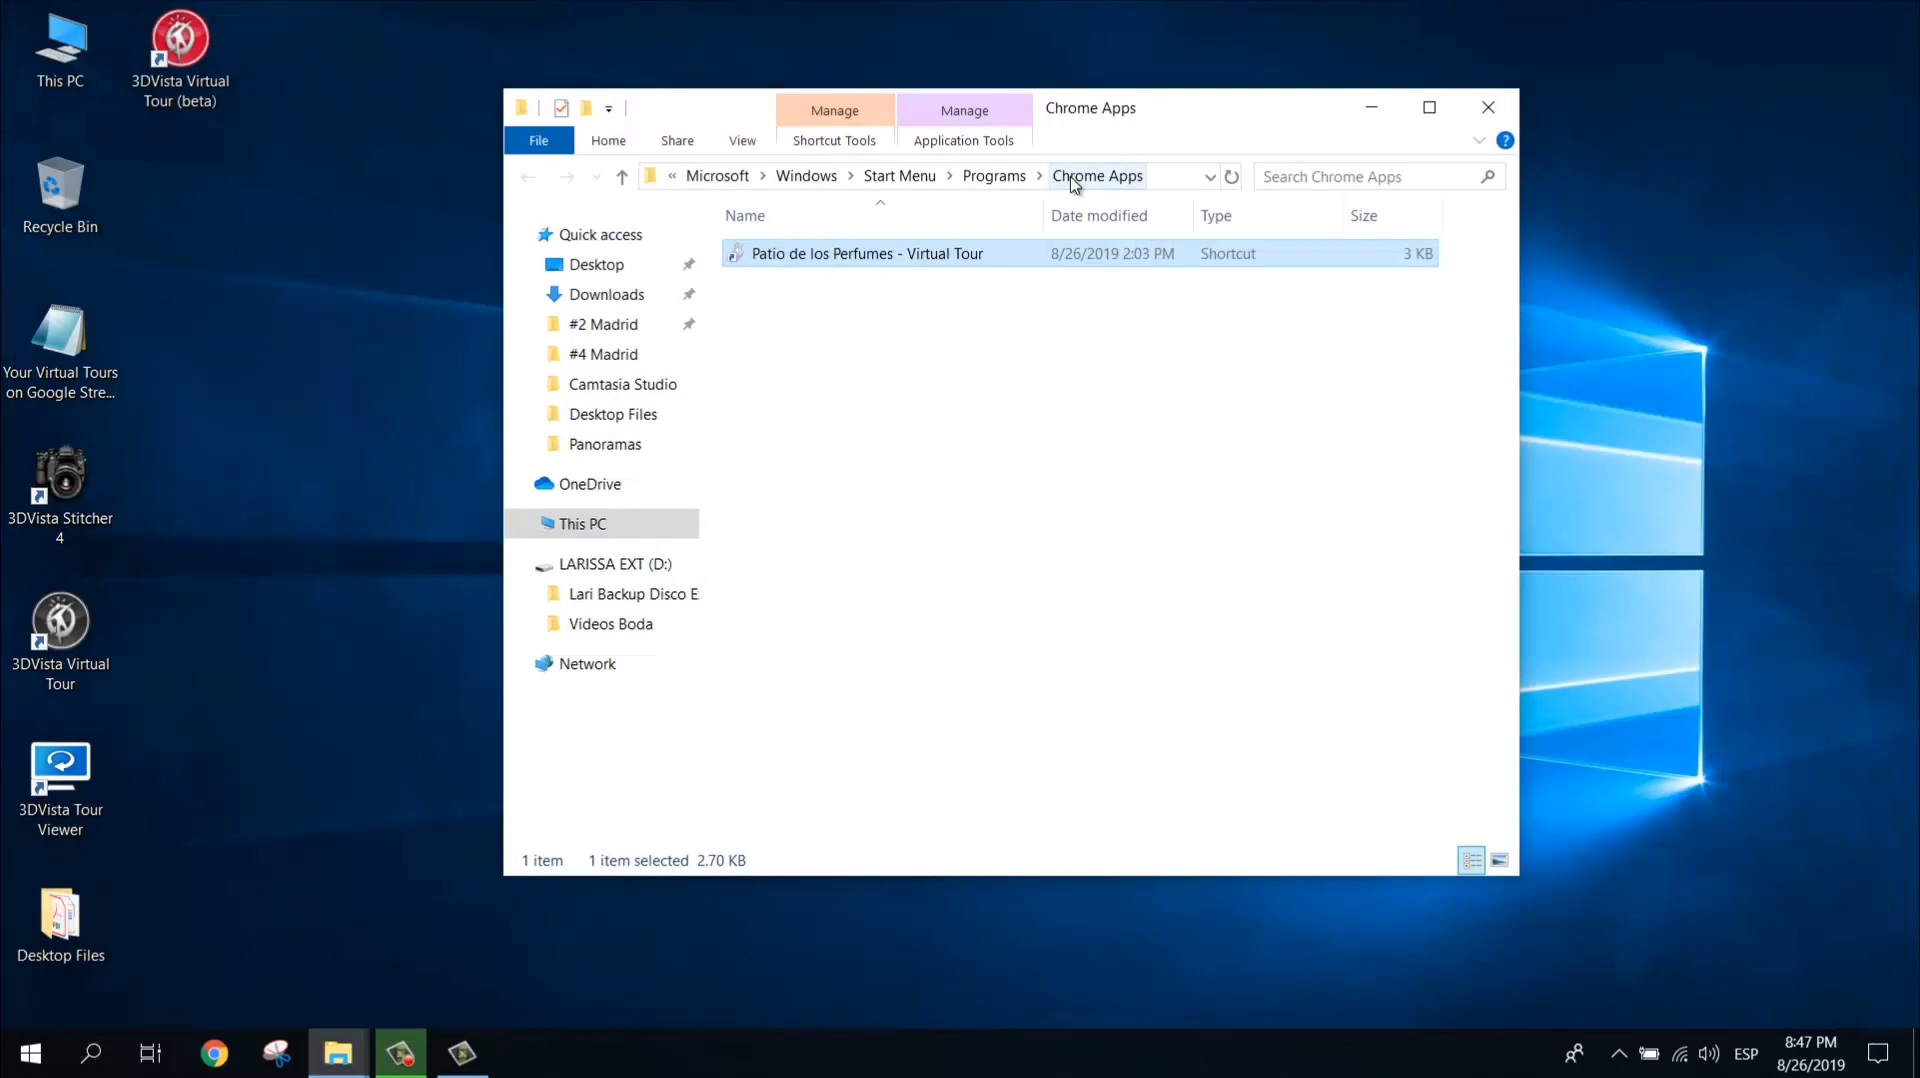 This PC
3DVista Virtual
Tour (beta)
Recycle Bin
Your Virtual Tours
on Google Stre...
3DVista Stitcher
4
3DVista Virtual
Tour
3DVista Tour
Viewer
Desktop Files
Manage
Manage
Chrome Apps
File
Home
Share
View
Shortcut Tools
Application Tools
« Microsoft > Windows > Start Menu > Programs > Chrome Apps
Search Chrome Apps
Name
Date modified
Type
Size
Patio de los Perfumes - Virtual Tour
8/26/2019 2:03 PM
Shortcut
3 KB
Quick access
Desktop
Downloads
#2 Madrid
#4 Madrid
Camtasia Studio
Desktop Files
Panoramas
OneDrive
This PC
LARISSA EXT (D:)
Lari Backup Disco E
Videos Boda
Network
1 item
1 item selected 2.70 KB
ESP
8:47 PM
8/26/2019